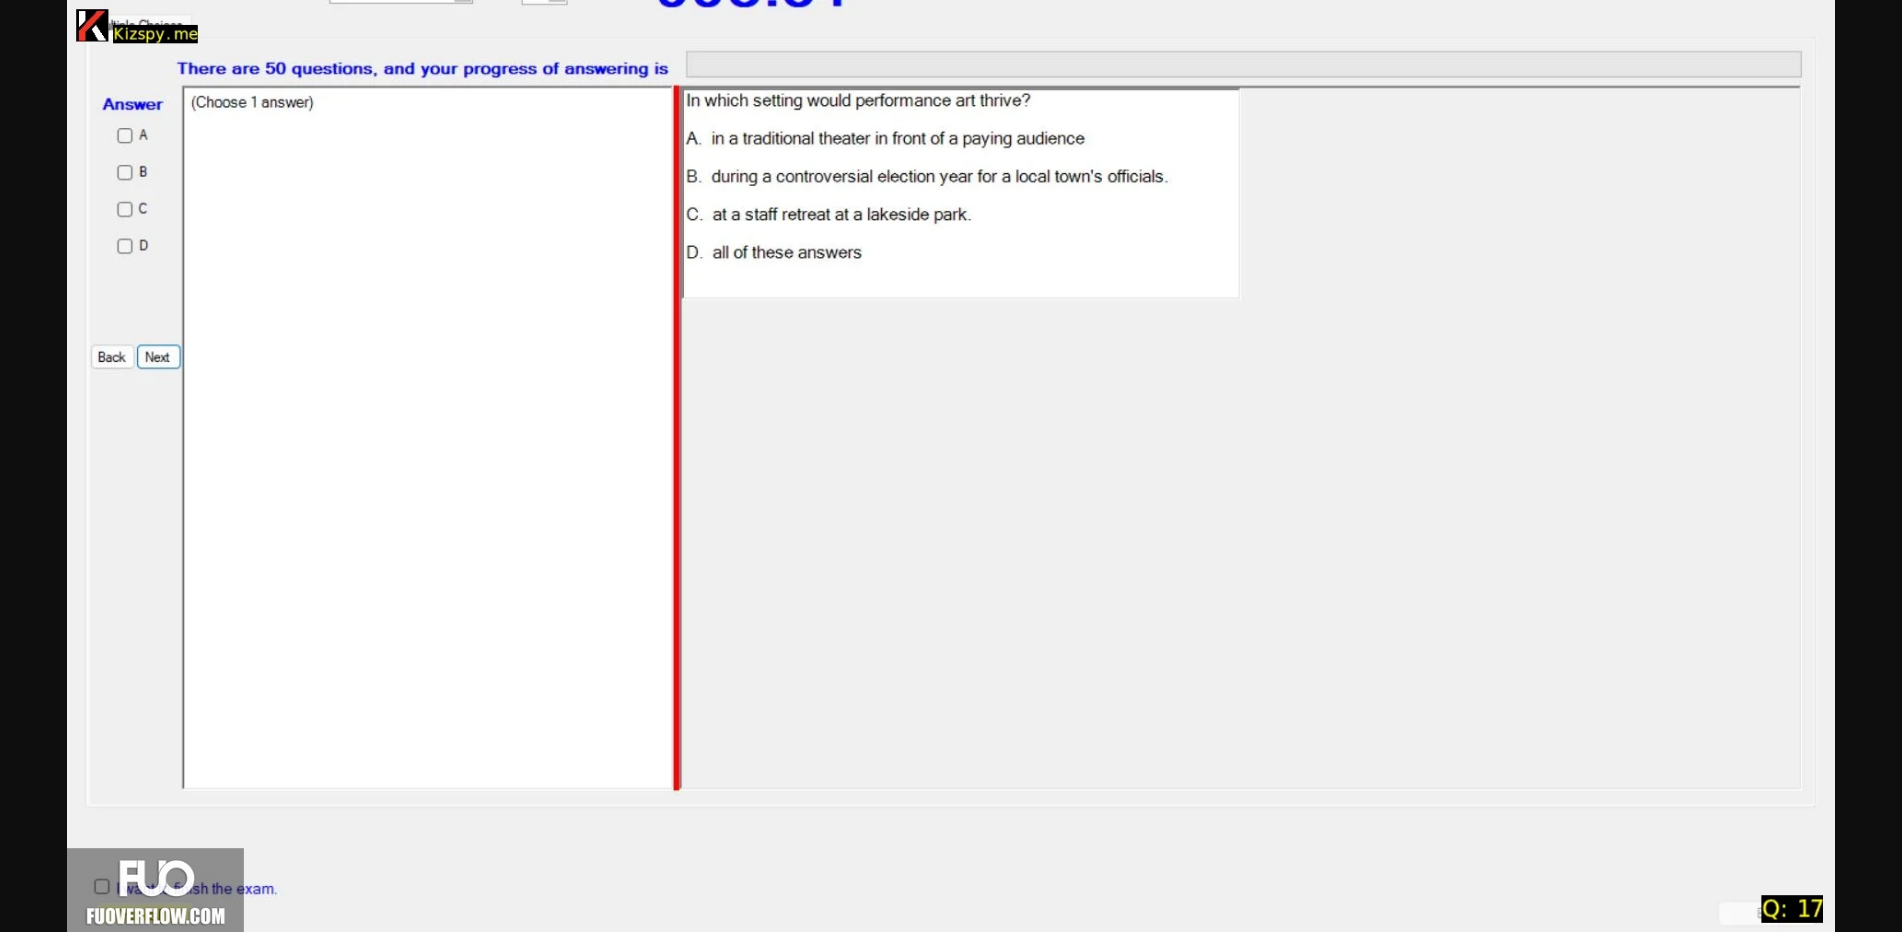 Kizspy.me
There are 50 questions, and your progress of answering is
Answer
(Choose 1 answer)
A
B
C
D
Back Next
In which setting would performance art thrive?
A. in a traditional theater in front of a paying audience
B. during a controversial election year for a local town's officials.
C. at a staff retreat at a lakeside park.
D. all of these answers
FUO
the exam.
FUOVERFLOW.COM
Q: 17